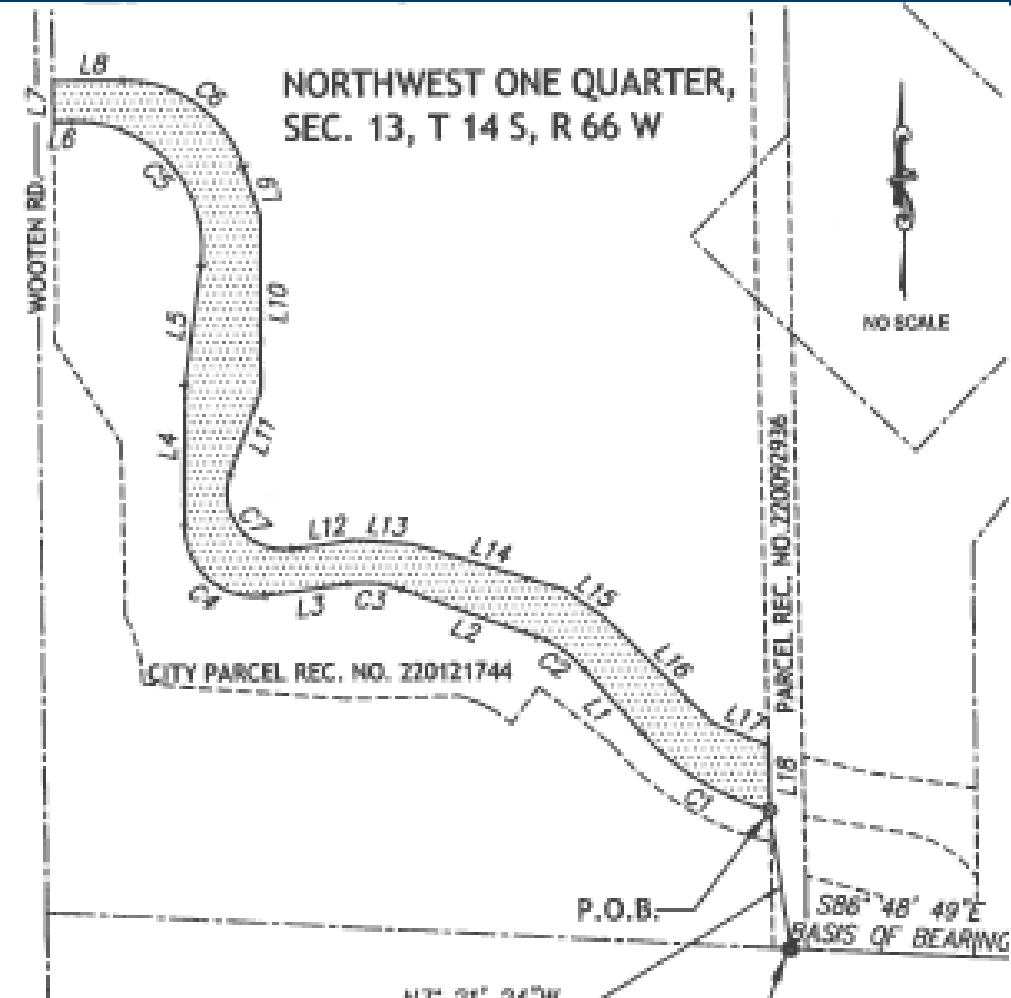 NORTHWEST ONE QUARTER,
SEC. 13, T 14 S, R 66 W
L8
L7
L6
C6
C5
L9
WOOTEN RD.
L10
L5
NO SCALE
L4
L11
C7
L12
L13
L14
L15
C4
L3
C3
L2
C2
L16
PARCEL REC. NO.220092936
CITY PARCEL REC. NO. 220121744
L1
L17
L18
C1
P.O.B.
S86° 48' 49"E
BASIS OF BEARING